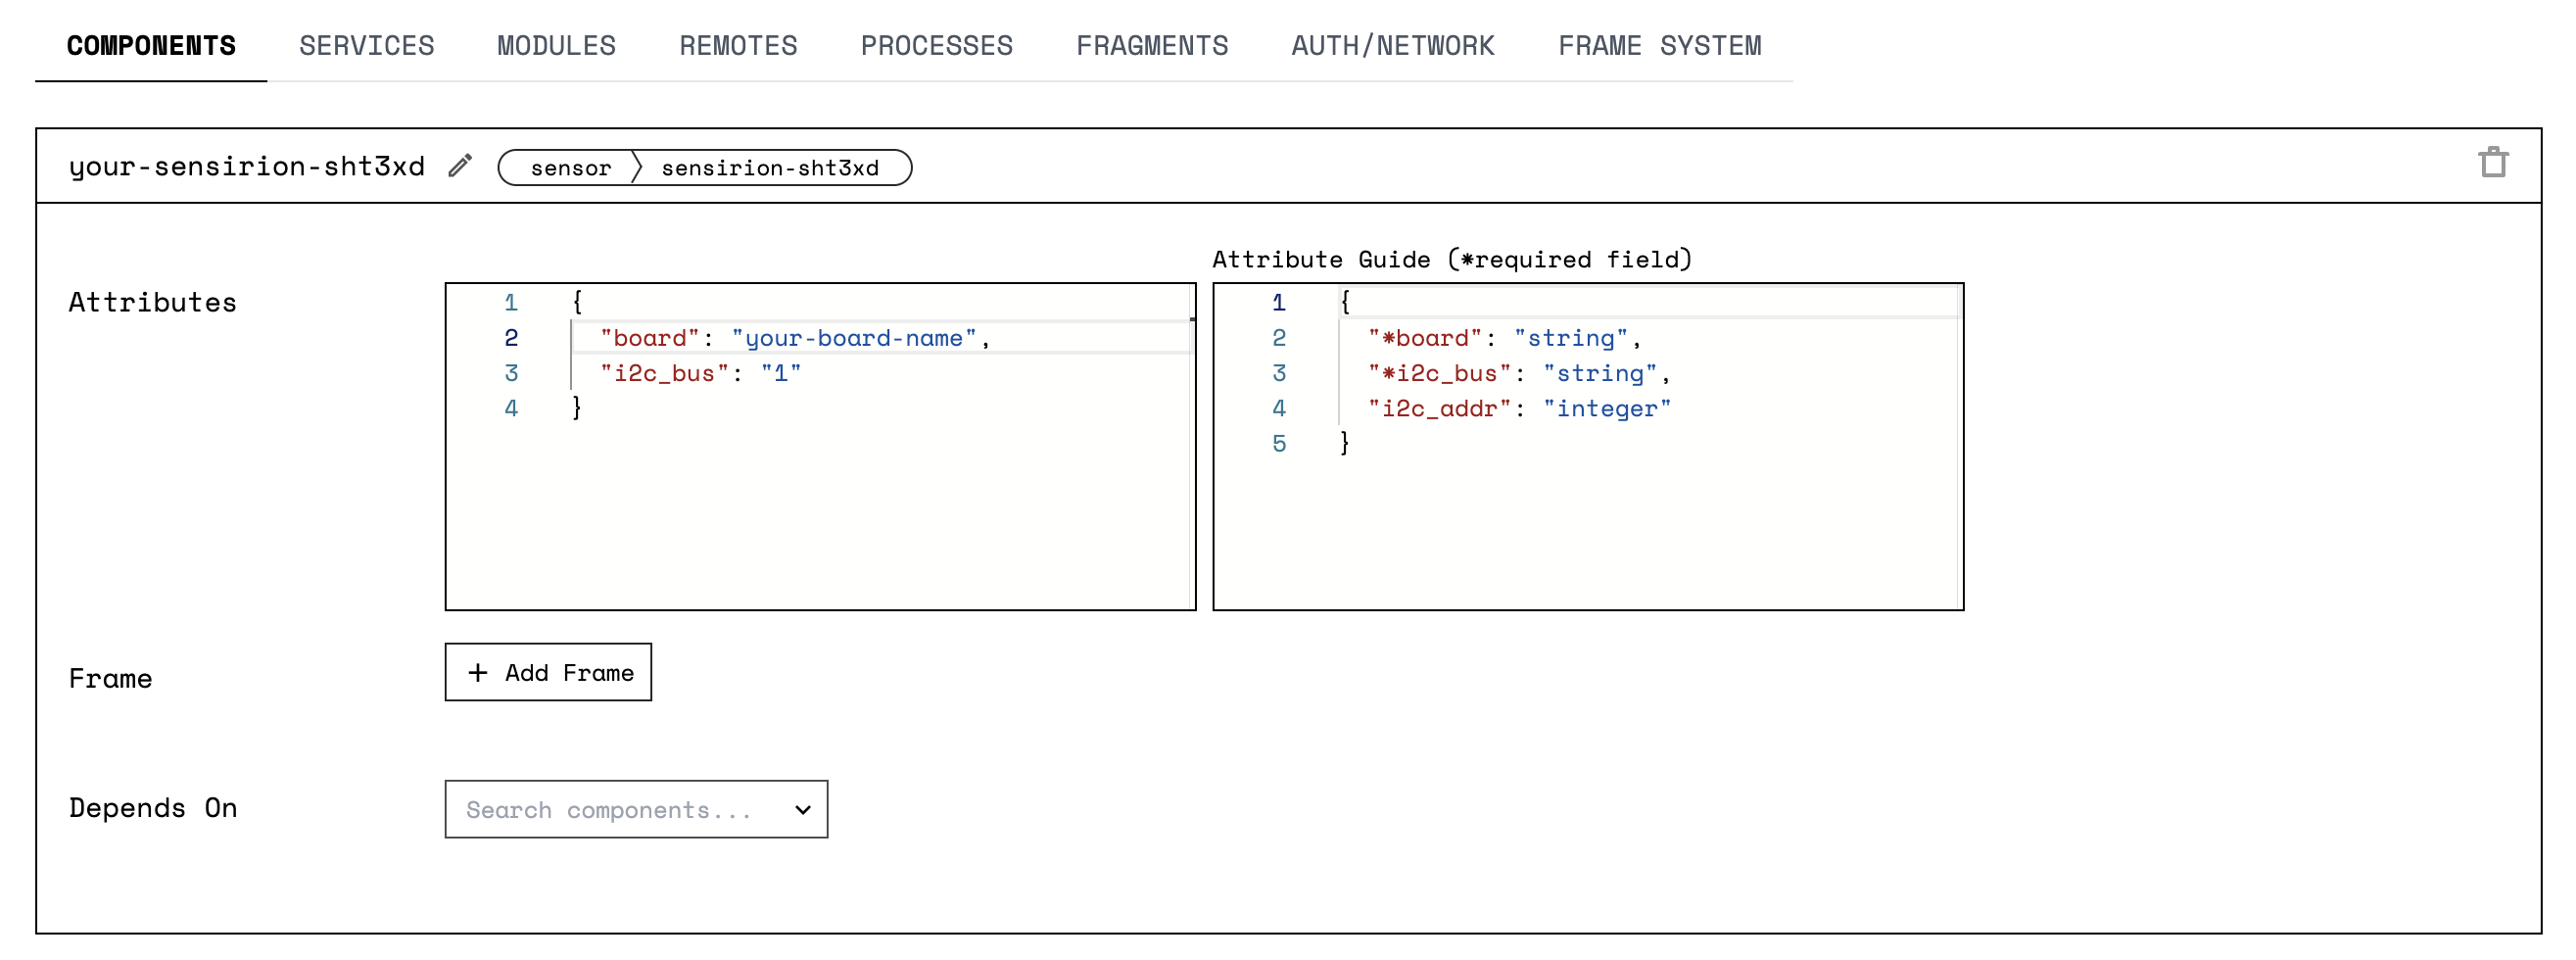 COMPONENTS SERVICES MODULES REMOTES PROCESSES FRAGMENTS AUTH/NETWORK FRAME SYSTEM
your-sensirion-sht3xd sensor sensirion-sht3xd
Attribute Guide (*required field)
Attributes
1 {
2 "board": "your-board-name",
3 "i2c_bus": "1"
4 }
1 {
2 "*board": "string",
3 "*i2c_bus": "string",
4 "i2c_addr": "integer"
5 }
Frame
+ Add Frame
Depends On
Search components...